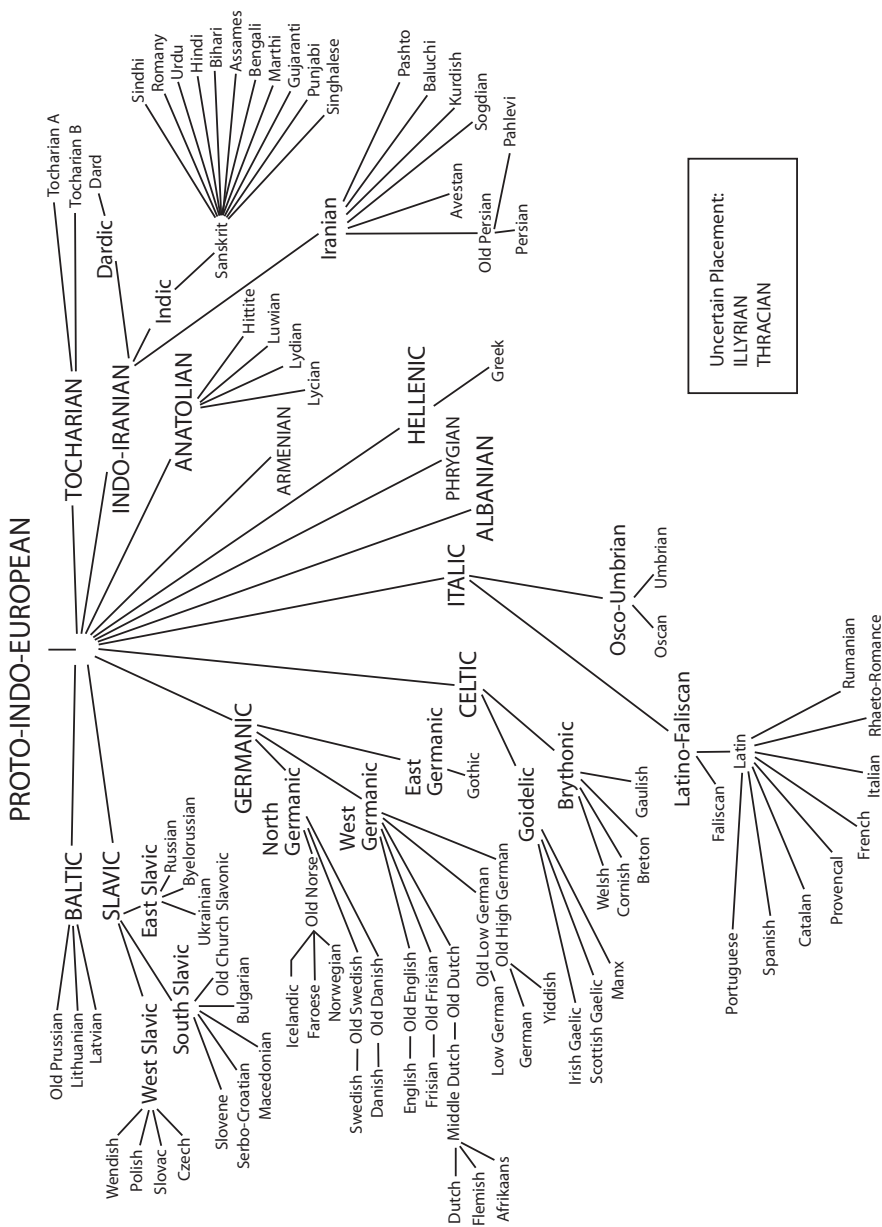 PROTO-INDO-EUROPEAN
BALTIC
Old Prussian
Lithuanian
Latvian
SLAVIC
East Slavic
Russian
Byelorussian
Ukrainian
West Slavic
Wendish
Polish
Slovac
Czech
South Slavic
Old Church Slavonic
Bulgarian
Macedonian
Serbo-Croatian
Slovene
GERMANIC
North
Germanic
Old Norse
Icelandic
Faroese
Norwegian
Swedish
Old Swedish
Danish
Old Danish
West
Germanic
English
Old English
Frisian
Old Frisian
Middle Dutch
Old Dutch
Dutch
Flemish
Afrikaans
Old Low German
Low German
Old High German
German
Yiddish
East
Germanic
Gothic
CELTIC
Goidelic
Irish Gaelic
Scottish Gaelic
Manx
Brythonic
Welsh
Cornish
Breton
Gaulish
ITALIC
Latino-Faliscan
Faliscan
Latin
Portuguese
Spanish
Catalan
Provencal
French
Italian
Rhaeto-Romance
Rumanian
Osco-Umbrian
Oscan
Umbrian
ALBANIAN
PHRYGIAN
HELLENIC
Greek
ARMENIAN
ANATOLIAN
Hittite
Luwian
Lydian
Lycian
INDO-IRANIAN
Dardic
Dard
Indic
Sanskrit
Sindhi
Romany
Urdu
Hindi
Bihari
Assames
Bengali
Marthi
Gujaranti
Punjabi
Singhalese
Iranian
Pashto
Baluchi
Kurdish
Sogdian
Avestan
Old Persian
Pahlevi
Persian
TOCHARIAN
Tocharian A
Tocharian B
Uncertain Placement:
ILLYRIAN
THRACIAN